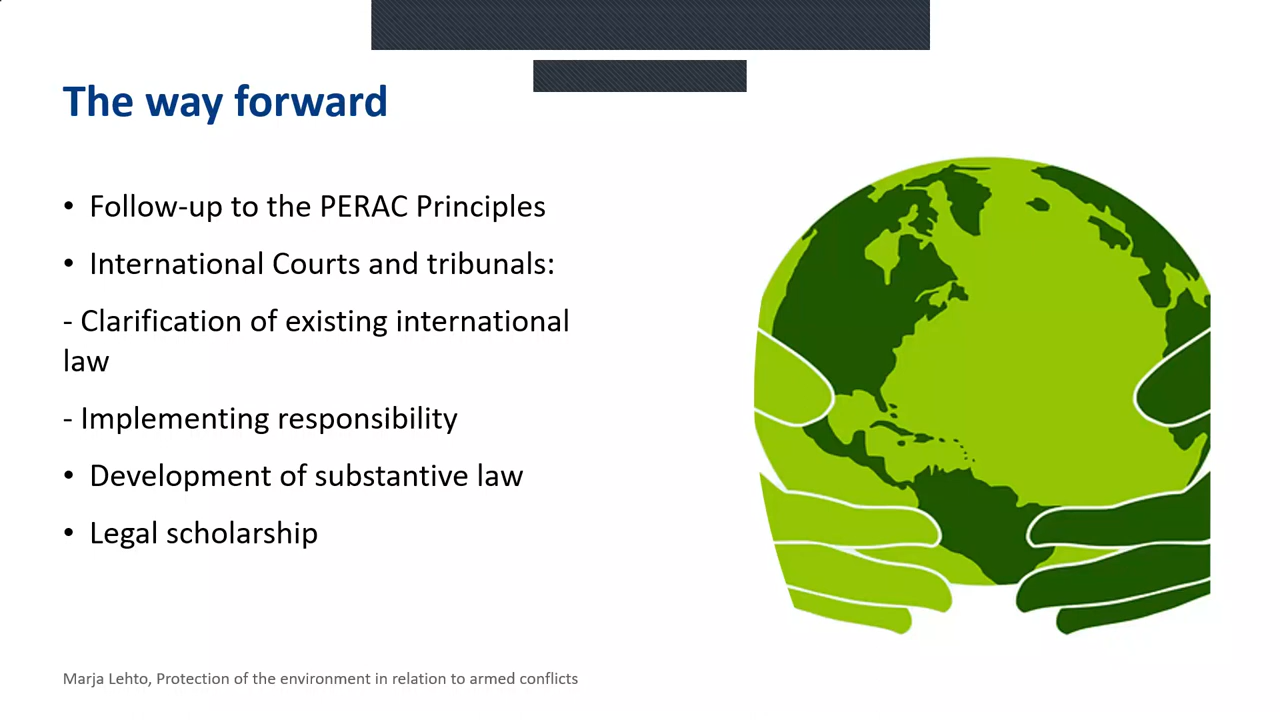 The way forward
• Follow-up to the PERAC Principles
• International Courts and tribunals:
- Clarification of existing international
law
- Implementing responsibility
• Development of substantive law
• Legal scholarship
Marja Lehto, Protection of the environment in relation to armed conflicts